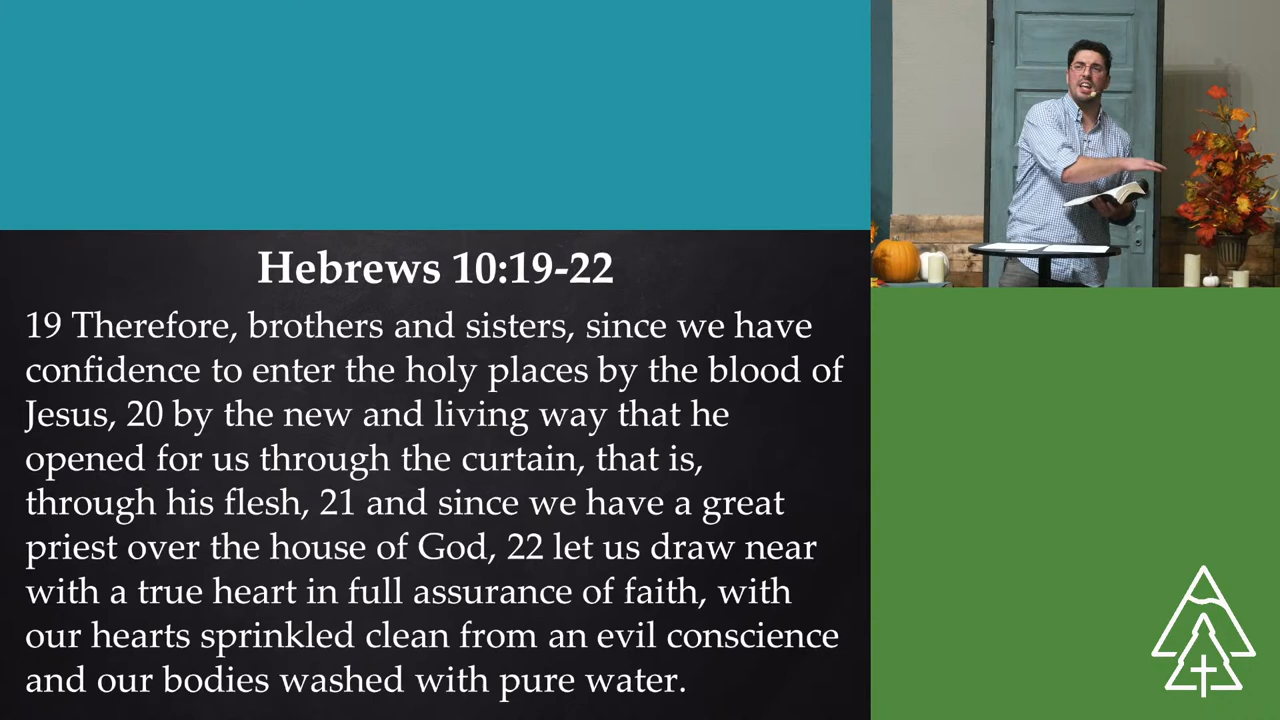 Hebrews 10:19-22
19 Therefore, brothers and sisters, since we have
confidence to enter the holy places by the blood of
Jesus, 20 by the new and living way that he
opened for us through the curtain, that is,
through his flesh, 21 and since we have a great
priest over the house of God, 22 let us draw near
with a true heart in full assurance of faith, with
our hearts sprinkled clean from an evil conscience
and our bodies washed with pure water.